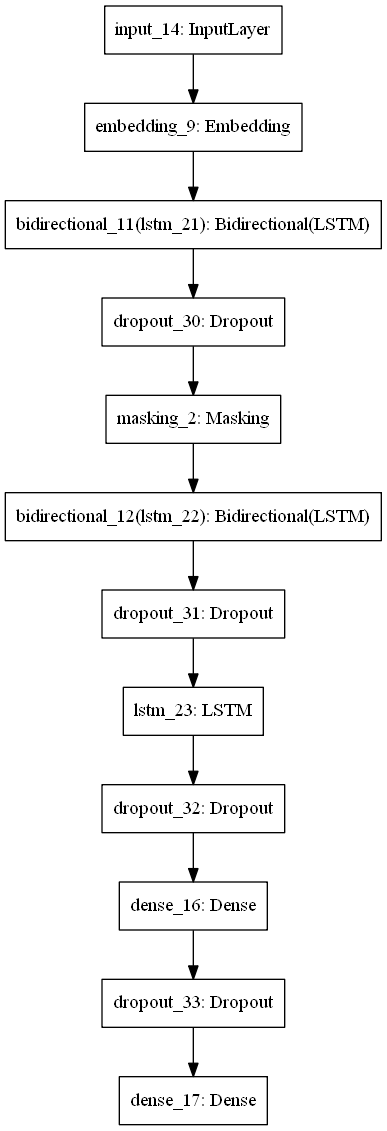 input_14: InputLayer
embedding_9: Embedding
bidirectional_11(lstm_21): Bidirectional(LSTM)
dropout_30: Dropout
masking_2: Masking
bidirectional_12(lstm_22): Bidirectional(LSTM)
dropout_31: Dropout
lstm_23: LSTM
dropout_32: Dropout
dense_16: Dense
dropout_33: Dropout
dense_17: Dense